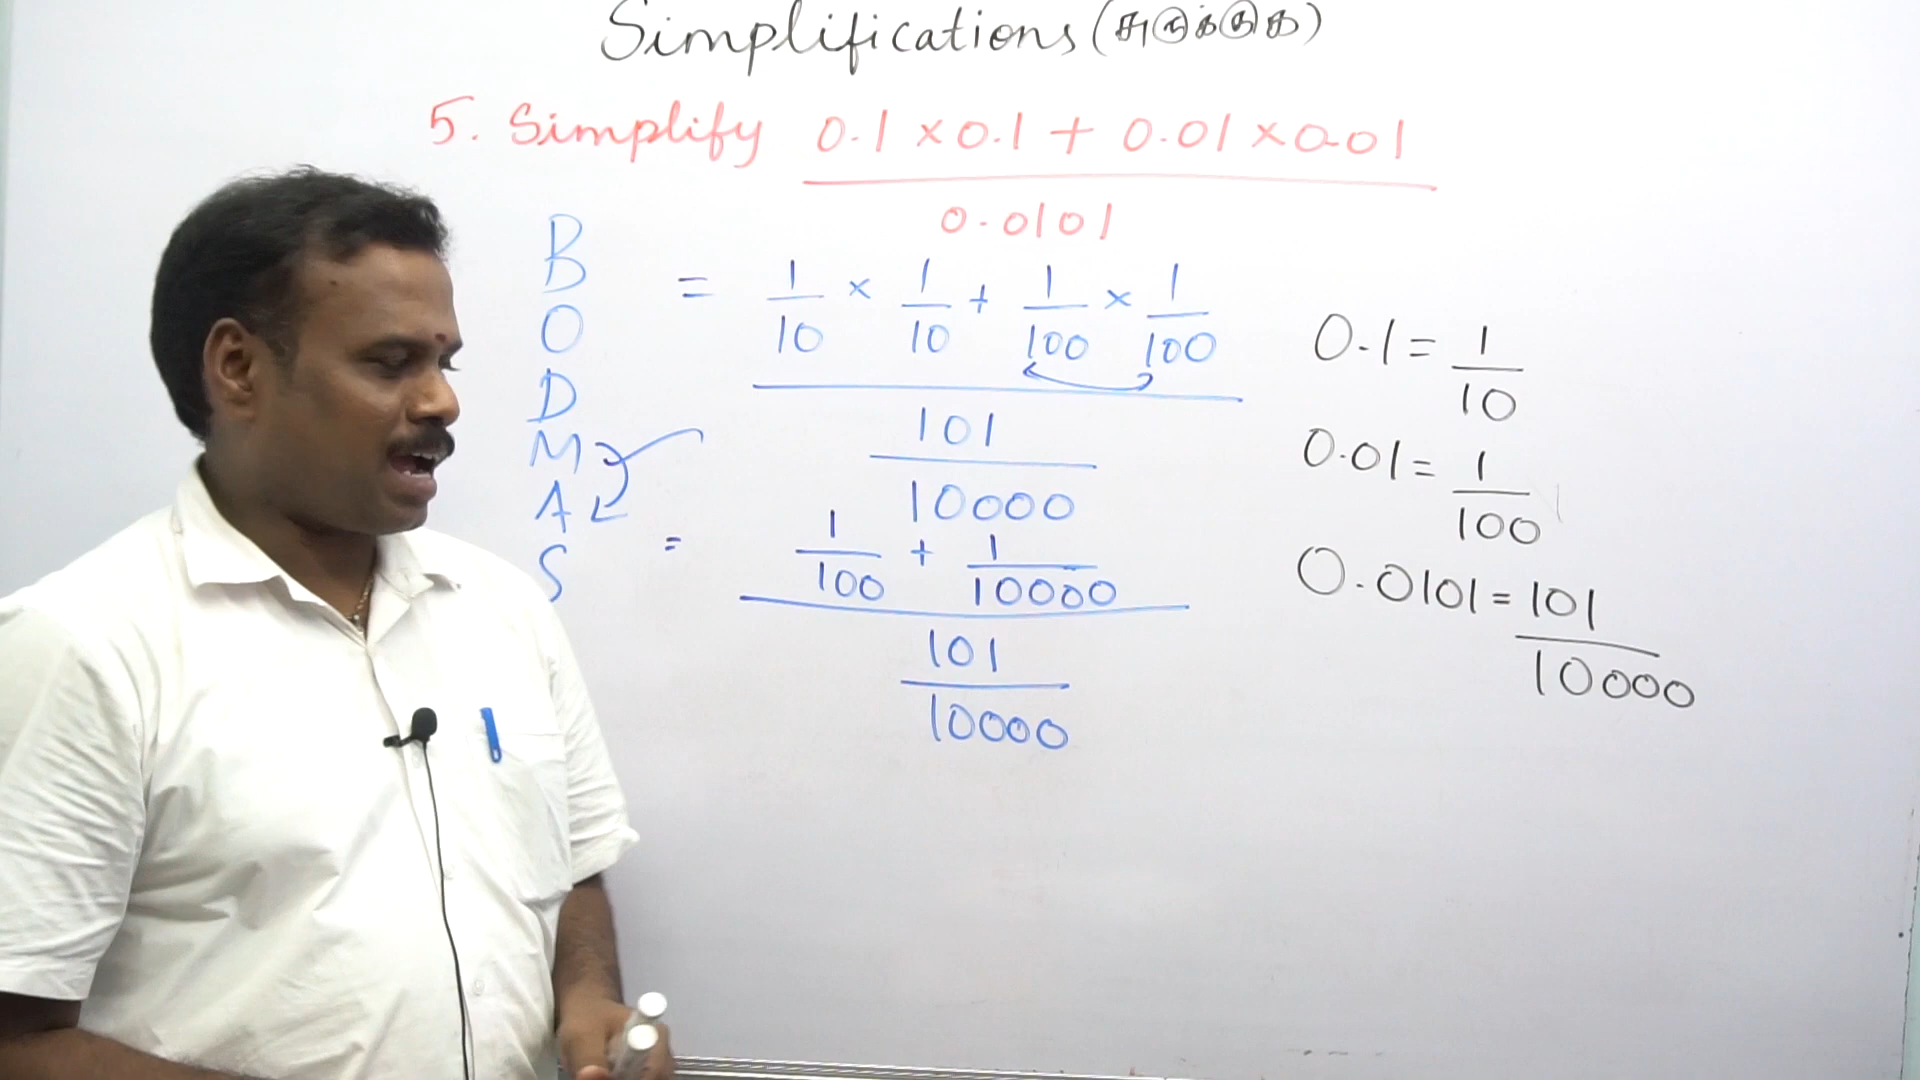 Simplifications (சுருக்குக)
5. Simplify 0.1 × 0.1 + 0.01 × 0.01
0.0101
B
O
D
M
A
S
= 1/10 × 1/10 + 1/100 × 1/100
101
10000
= 1/100 + 1/10000
101
10000
0.1 = 1/10
0.01 = 1/100
0.0101 = 101/10000